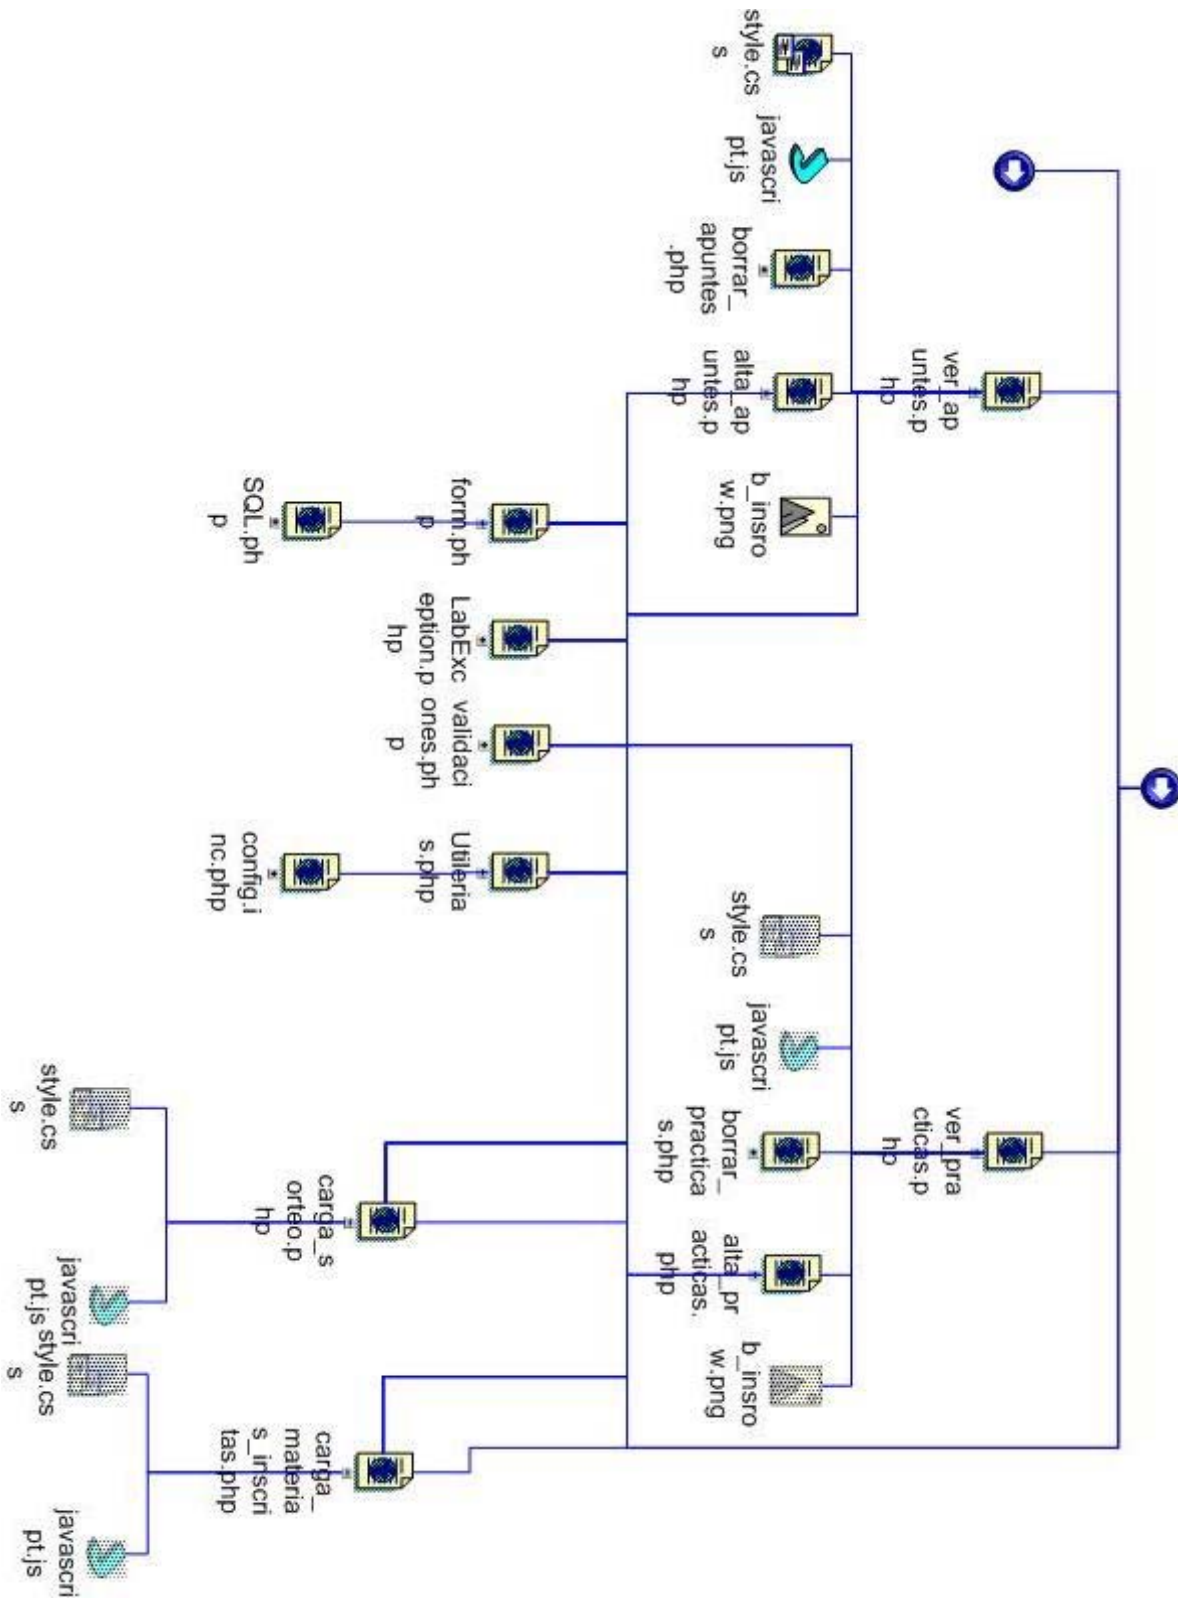 style.cs
s
javascri
pt.js
borrar_
apuntes
.php
alta_ap
untes.p
hp
b_insro
w.png
ver_ap
untes.p
hp
SQL.ph
p
form.ph
p
LabExc
eption.p
hp
validaci
ones.ph
p
config.i
nc.php
Utileria
s.php
style.cs
s
javascri
pt.js
borrar_
practica
s.php
alta_pr
acticas.
php
b_insro
w.png
ver_pra
cticas.p
hp
style.cs
s
javascri
pt.js
carga_s
orteo.p
hp
style.cs
s
javascri
pt.js
carga_
materia
s_inscri
tas.php